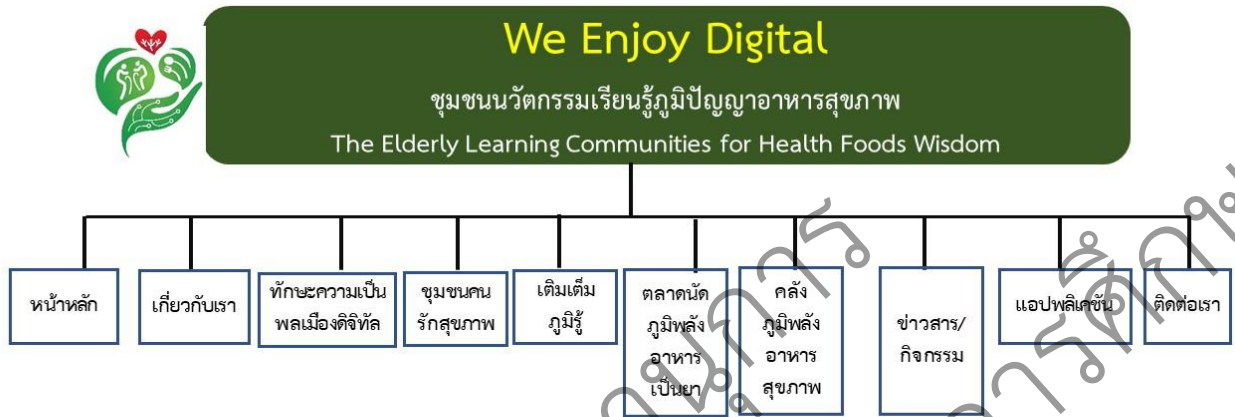 We Enjoy Digital
ชุมชนนวัตกรรมเรียนรู้ภูมิปัญญาอาหารสุขภาพ
The Elderly Learning Communities for Health Foods Wisdom
หน้าหลัก
เกี่ยวกับเรา
ทักษะความเป็น
พลเมืองดิจิทัล
ชุมชนคน
รักสุขภาพ
เติมเต็ม
ภูมิรู้
ตลาดนัด
ภูมิพลัง
อาหาร
เป็นยา
คลัง
ภูมิพลัง
อาหาร
สุขภาพ
ข่าวสาร/
กิจกรรม
แอปพลิเคชัน
ติดต่อเรา